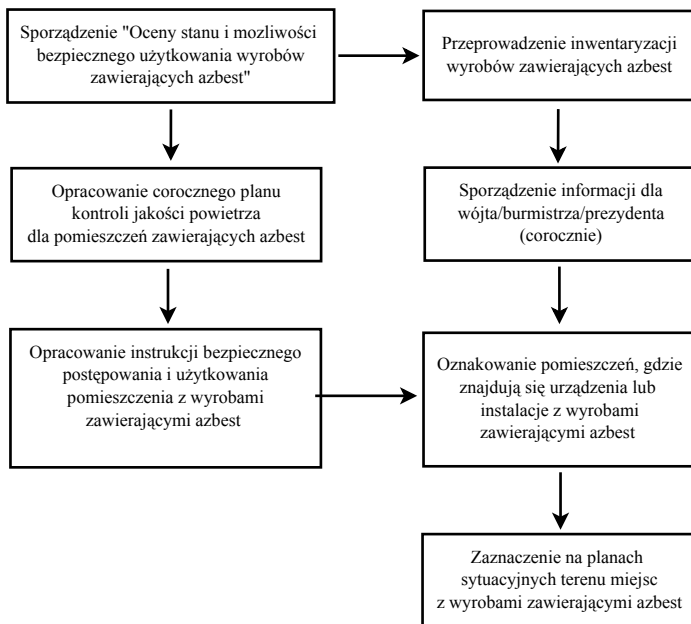 Sporządzenie "Oceny stanu i mozliwości
bezpiecznego użytkowania wyrobów
zawierających azbest"
Przeprowadzenie inwentaryzacji
wyrobów zawierających azbest
Opracowanie corocznego planu
kontroli jakości powietrza
dla pomieszczeń zawierających azbest
Sporządzenie informacji dla
wójta/burmistrza/prezydenta
(corocznie)
Opracowanie instrukcji bezpiecznego
postępowania i użytkowania
pomieszczenia z wyrobami
zawierającymi azbest
Oznakowanie pomieszczeń, gdzie
znajdują się urządzenia lub
instalacje z wyrobami
zawierającymi azbest
Zaznaczenie na planach
sytuacyjnych terenu miejsc
z wyrobami zawierającymi azbest